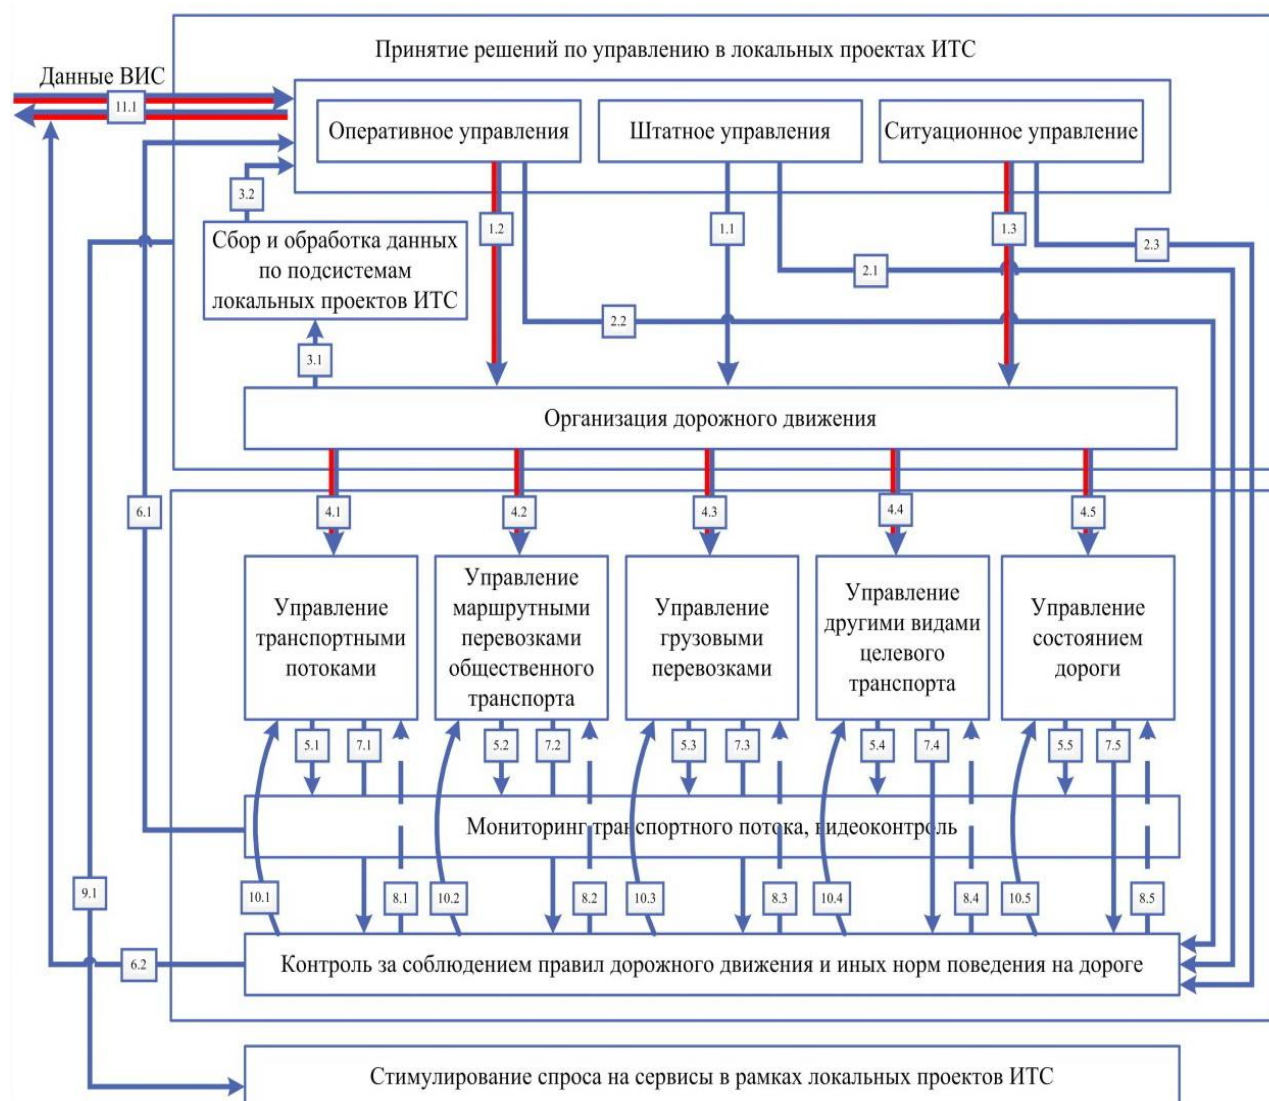 Принятие решений по управлению в локальных проектах ИТС
Данные ВИС
11.1
Оперативное управления
Штатное управления
Ситуационное управление
3.2
1.2
1.1
1.3
2.3
Сбор и обработка данных
по подсистемам
локальных проектов ИТС
2.1
2.2
3.1
Организация дорожного движения
6.1
4.1
4.2
4.3
4.4
4.5
Управление
транспортными
потоками
Управление
маршрутными
перевозками
общественного
транспорта
Управление
грузовыми
перевозками
Управление
другими видами
целевого
транспорта
Управление
состоянием
дороги
5.1
7.1
5.2
7.2
5.3
7.3
5.4
7.4
5.5
7.5
Мониторинг транспортного потока, видеоконтроль
9.1
10.1
8.1
10.2
8.2
10.3
8.3
10.4
8.4
10.5
8.5
6.2
Контроль за соблюдением правил дорожного движения и иных норм поведения на дороге
Стимулирование спроса на сервисы в рамках локальных проектов ИТС